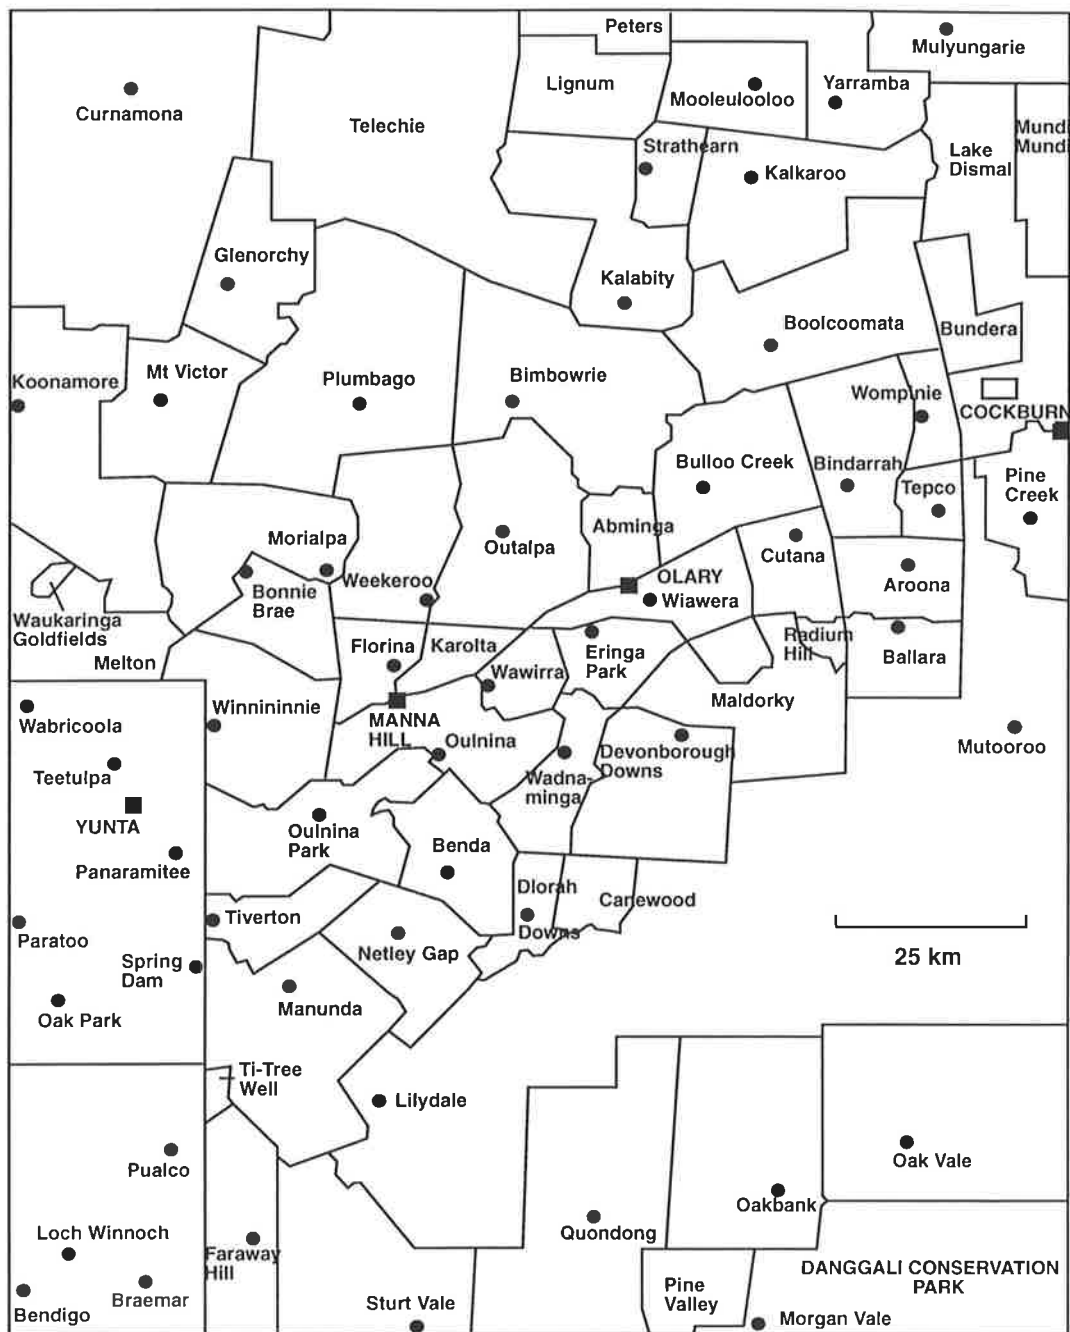 Peters
Mulyungarie
Curnamona
Telechie
Lignum
Mooleulooloo
Yarramba
Mundi
Mundi
Lake
Dismal
Strathearn
Kalkaroo
Glenorchy
Kalabity
Boolcoomata
Bundera
Koonamore
Mt Victor
Plumbago
Bimbowrie
Wompinie
COCKBURN
Bulloo Creek
Bindarrah
Tepco
Pine
Creek
Abminga
Morialpa
Outalpa
Cutana
Weekeroo
Bonnie
Brae
OLARY
Wiawera
Aroona
Waukaringa
Goldfields
Melton
Florina
Karolta
Eringa
Park
Radium
Hill
Ballara
Wawirra
Maldorky
Wabricoola
Winnininnie
MANNA
HILL
Oulnina
Mutooroo
Devonborough
Downs
Teetulpa
Wadna-
minga
YUNTA
Oulnina
Park
Benda
Panaramitee
Dlorah
Downs
Canewood
Tiverton
Paratoo
Netley Gap
25 km
Spring
Dam
Manunda
Oak Park
Ti-Tree
Well
Lilydale
Pualco
Oak Vale
Oakbank
Loch Winnoch
Quondong
Faraway
Hill
DANGGALI CONSERVATION
PARK
Braemar
Bendigo
Sturt Vale
Pine
Valley
Morgan Vale